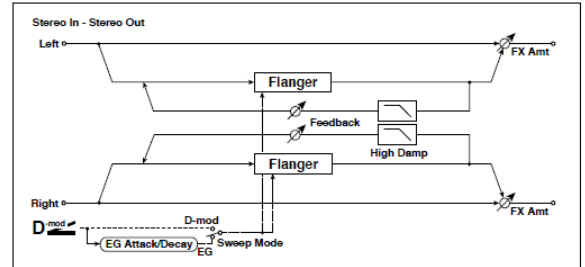 Stereo In - Stereo Out
Left
FX Amt
Flanger
Feedback
High Damp
Flanger
Right
FX Amt
D-mod
D-mod
EG Attack/Decay
EG
Sweep Mode